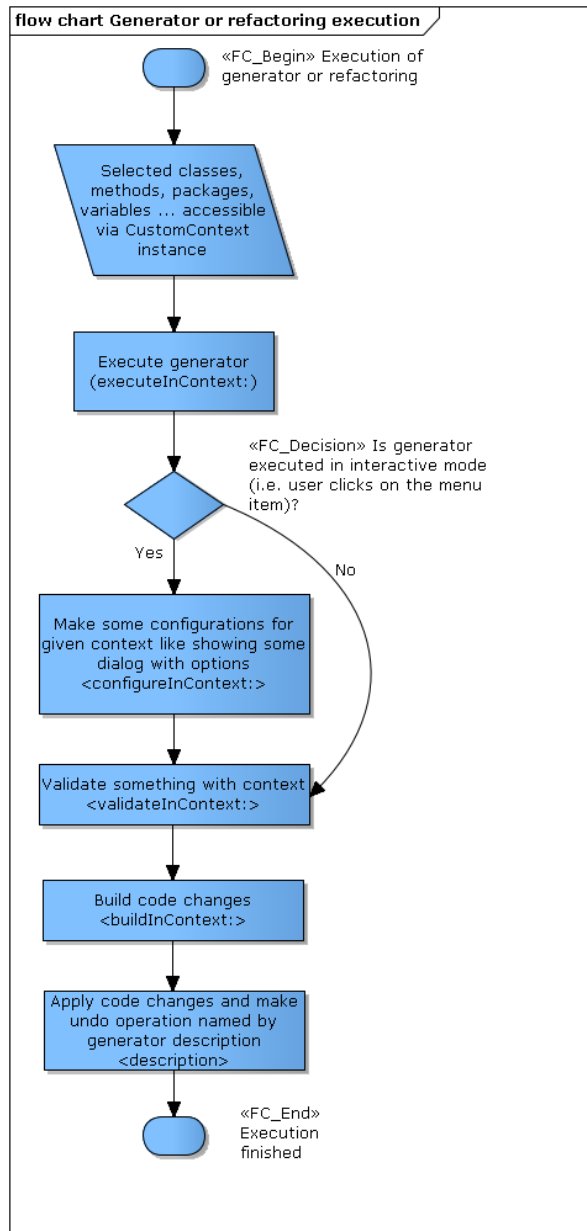 flow chart Generator or refactoring execution
«FC_Begin» Execution of
generator or refactoring
Selected classes,
methods, packages,
variables ... accessible
via CustomContext
instance
Execute generator
(executeInContext:)
«FC_Decision» Is generator
executed in interactive mode
(i.e. user clicks on the menu
item)?
Yes
No
Make some configurations for
given context like showing some
dialog with options
<configureInContext:>
Validate something with context
<validateInContext:>
Build code changes
<buildInContext:>
Apply code changes and make
undo operation named by
generator description
<description>
«FC_End»
Execution
finished